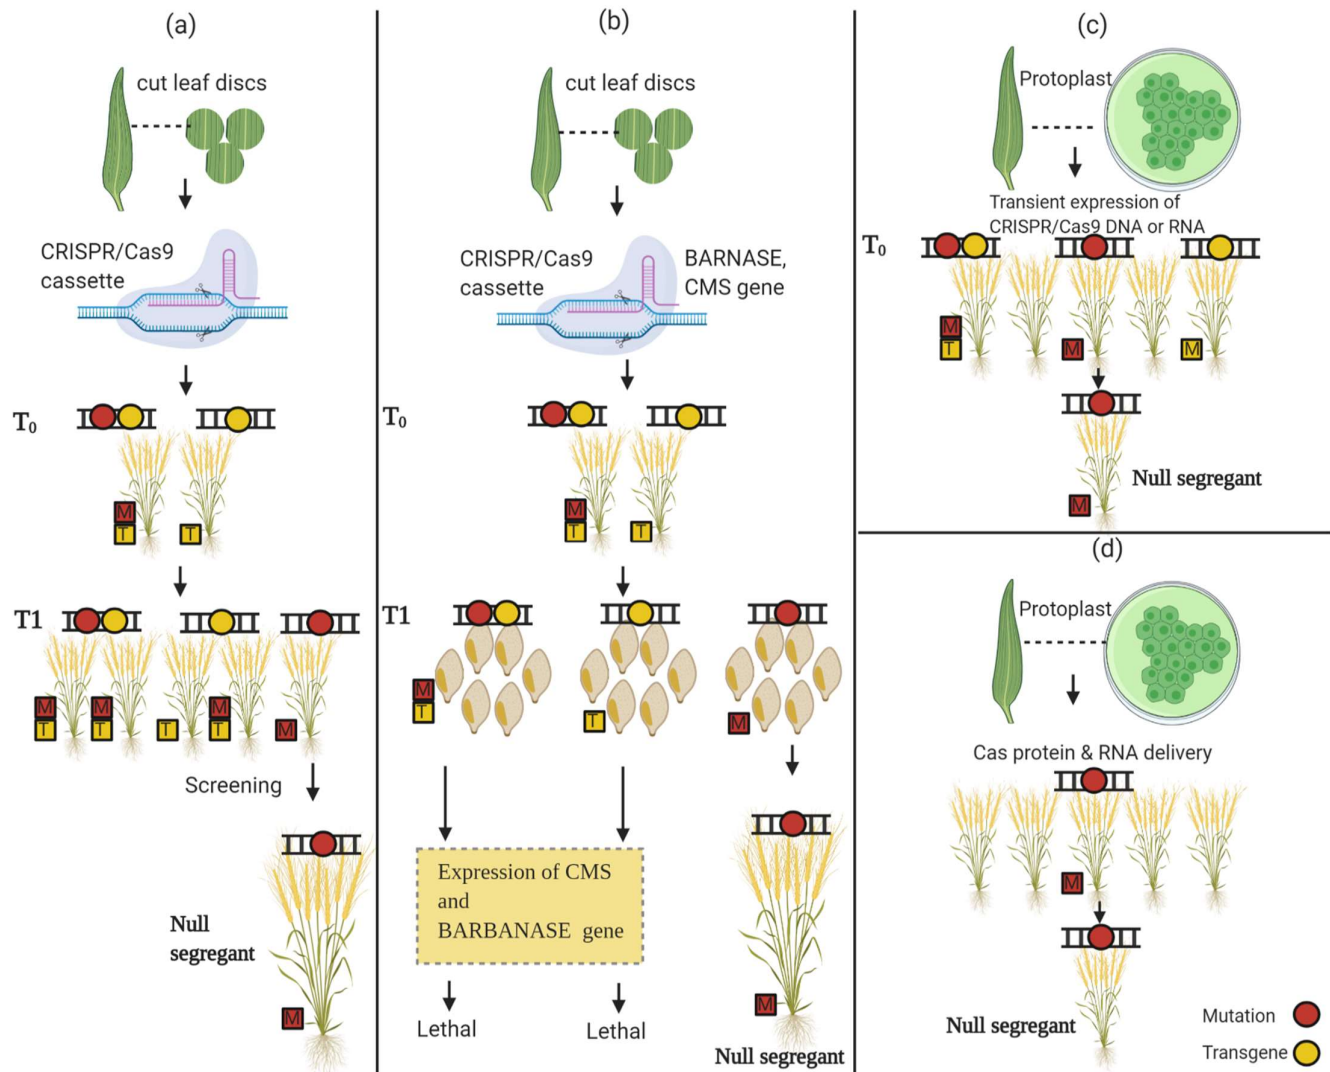 (a)
cut leaf discs
CRISPR/Cas9
cassette
T₀
M
T
T
T1
M
T
M
T
T
M
T
M
Screening
Null
segregant
M
(b)
cut leaf discs
CRISPR/Cas9
cassette
BARNASE,
CMS gene
T₀
M
T
T
T1
M
T
T
M
Expression of CMS
and
BARBANASE gene
Lethal
Lethal
M
Null segregant
(c)
Protoplast
Transient expression of
CRISPR/Cas9 DNA or RNA
T₀
M
T
M
M
Null segregant
M
(d)
Protoplast
Cas protein & RNA delivery
M
Null segregant
Mutation
Transgene